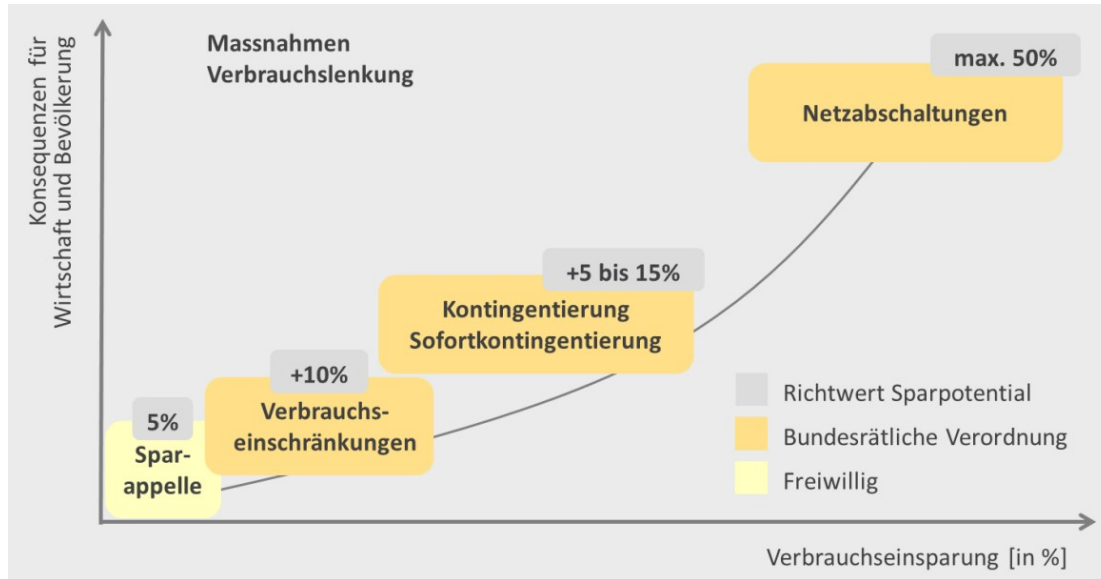 Konsequenzen für
Wirtschaft und Bevölkerung
Massnahmen
Verbrauchslenkung
max. 50%
Netzabschaltungen
+5 bis 15%
Kontingentierung
Sofortkontingentierung
+10%
Verbrauchs-
einschränkungen
5%
Spar-
appelle
Richtwert Sparpotential
Bundesrätliche Verordnung
Freiwillig
Verbrauchseinsparung [in %]